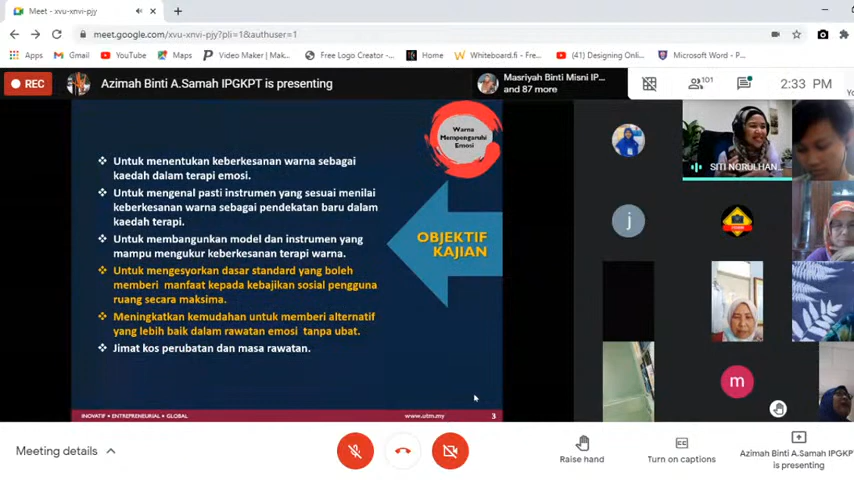 Meet - xvu-xnvi-pjy
meet.google.com/xvu-xnvi-pjy?pli=1&authuser=1
Apps
Gmail
YouTube
Maps
Video Maker | Mak...
Free Logo Creator -...
Home
Whiteboard.fi - Fre...
(41) Designing Onli...
Microsoft Word - P...
REC
Azimah Binti A.Samah IPGKPT is presenting
Masriyah Binti Misni IP...
and 87 more
101
2:33 PM
Warna
Mempengaruhi
Emosi
❖ Untuk menentukan keberkesanan warna sebagai
kaedah dalam terapi emosi.
❖ Untuk mengenal pasti instrumen yang sesuai menilai
keberkesanan warna sebagai pendekatan baru dalam
kaedah terapi.
❖ Untuk membangunkan model dan instrumen yang
mampu mengukur keberkesanan terapi warna.
❖ Untuk mengesyorkan dasar standard yang boleh
memberi manfaat kepada kebajikan sosial pengguna
ruang secara maksima.
❖ Meningkatkan kemudahan untuk memberi alternatif
yang lebih baik dalam rawatan emosi tanpa ubat.
❖ Jimat kos perubatan dan masa rawatan.
OBJEKTIF
KAJIAN
INOVATIF • ENTREPRENEURIAL • GLOBAL
www.utm.my
3
SITI NORULHAN...
j
m
Meeting details
Raise hand
Turn on captions
Azimah Binti A.Samah IPGKP
is presenting